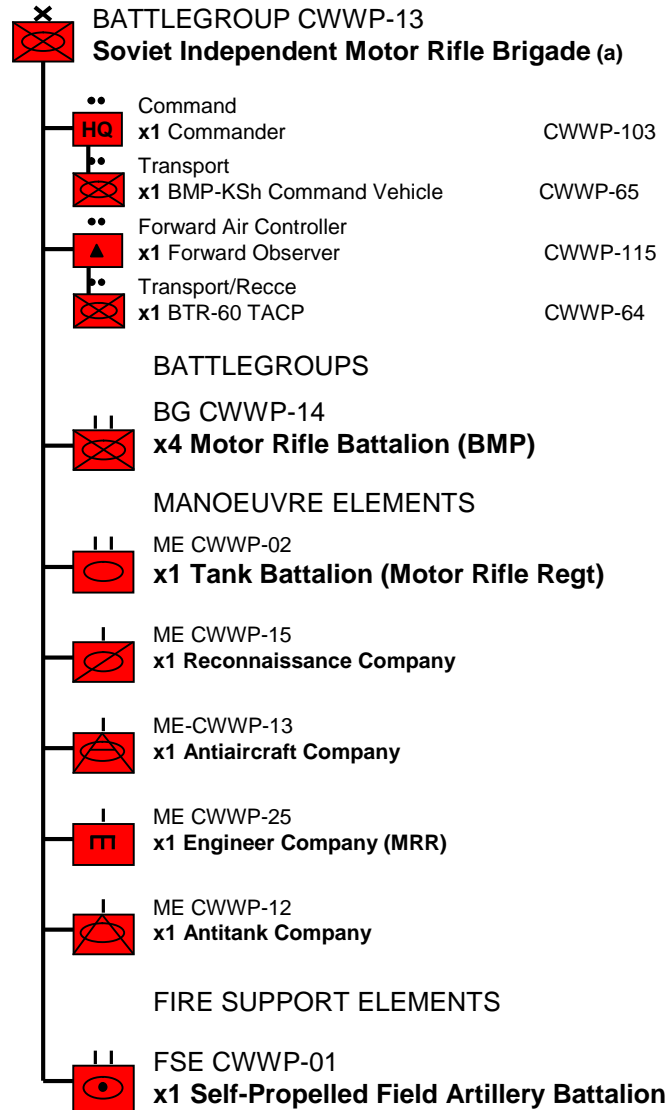 BATTLEGROUP CWWP-13
Soviet Independent Motor Rifle Brigade (a)
Command
HQ x1 Commander CWWP-103
Transport
x1 BMP-KSh Command Vehicle CWWP-65
Forward Air Controller
x1 Forward Observer CWWP-115
Transport/Recce
x1 BTR-60 TACP CWWP-64
BATTLEGROUPS
BG CWWP-14
x4 Motor Rifle Battalion (BMP)
MANOEUVRE ELEMENTS
ME CWWP-02
x1 Tank Battalion (Motor Rifle Regt)
ME CWWP-15
x1 Reconnaissance Company
ME-CWWP-13
x1 Antiaircraft Company
ME CWWP-25
x1 Engineer Company (MRR)
ME CWWP-12
x1 Antitank Company
FIRE SUPPORT ELEMENTS
FSE CWWP-01
x1 Self-Propelled Field Artillery Battalion